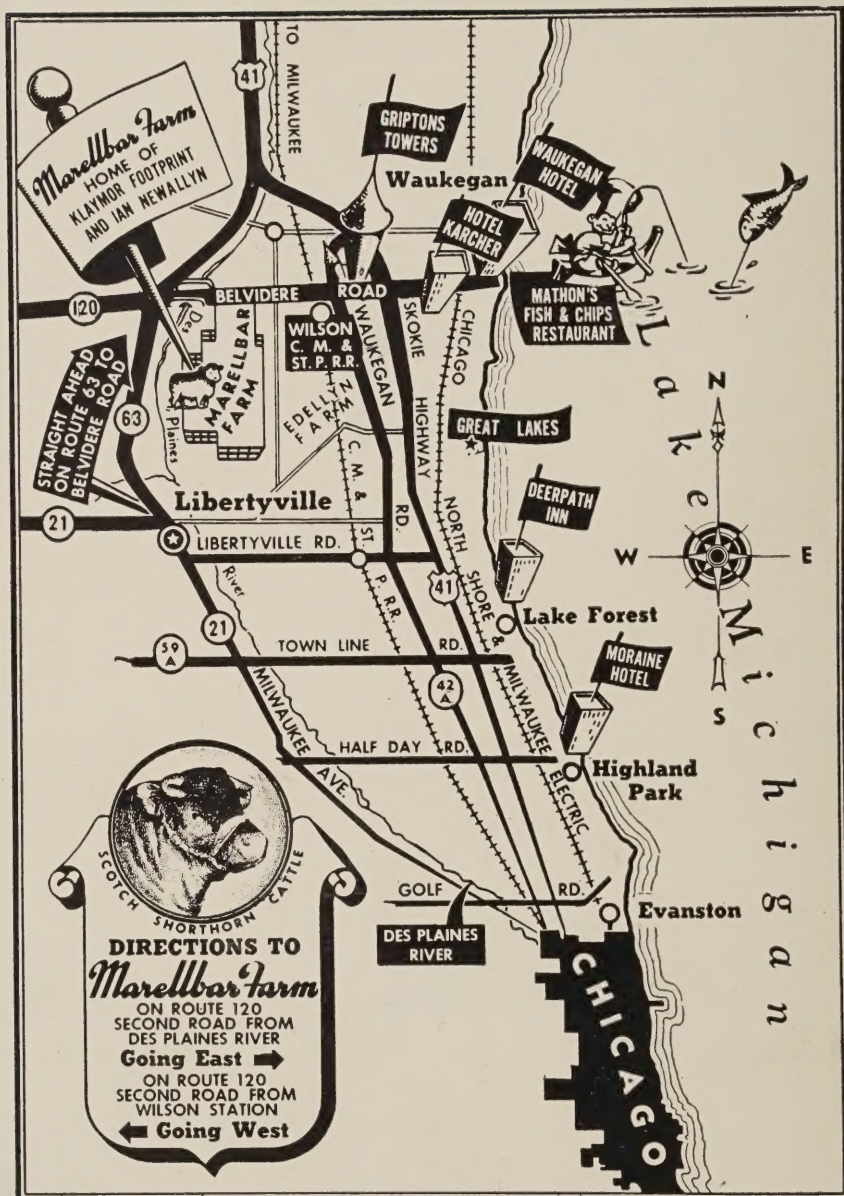 TO MILWAUKEE
41
Marellbar Farm
HOME OF
KLAYMOR FOOTPRINT
AND IAN NEWALLYN
GRIPTONS
TOWERS
Waukegan
WAUKEGAN
HOTEL
HOTEL
KARCHER
MATHON'S
FISH & CHIPS
RESTAURANT
120
BELVIDERE ROAD
WILSON
C. M. &
ST. P. R.R.
WAUKEGAN RD.
SKOKIE HIGHWAY
CHICAGO NORTH SHORE & MILWAUKEE ELECTRIC
Lake Michigan
STRAIGHT AHEAD
ON ROUTE 63 TO
BELVIDERE ROAD
63
Des Plaines River
MARELLBAR
FARM
EDELLYN
FARM
C. M. & ST. P. R.R.
GREAT LAKES
N
W
E
S
DEERPATH
INN
Libertyville
21
LIBERTYVILLE RD.
41
Lake Forest
21
59
A
TOWN LINE RD.
MORAINE
HOTEL
42
A
MILWAUKEE AVE.
HALF DAY RD.
Highland
Park
GOLF RD.
Evanston
DES PLAINES
RIVER
CHICAGO
SCOTCH SHORTHORN CATTLE
DIRECTIONS TO
Marellbar Farm
ON ROUTE 120
SECOND ROAD FROM
DES PLAINES RIVER
Going East
ON ROUTE 120
SECOND ROAD FROM
WILSON STATION
Going West